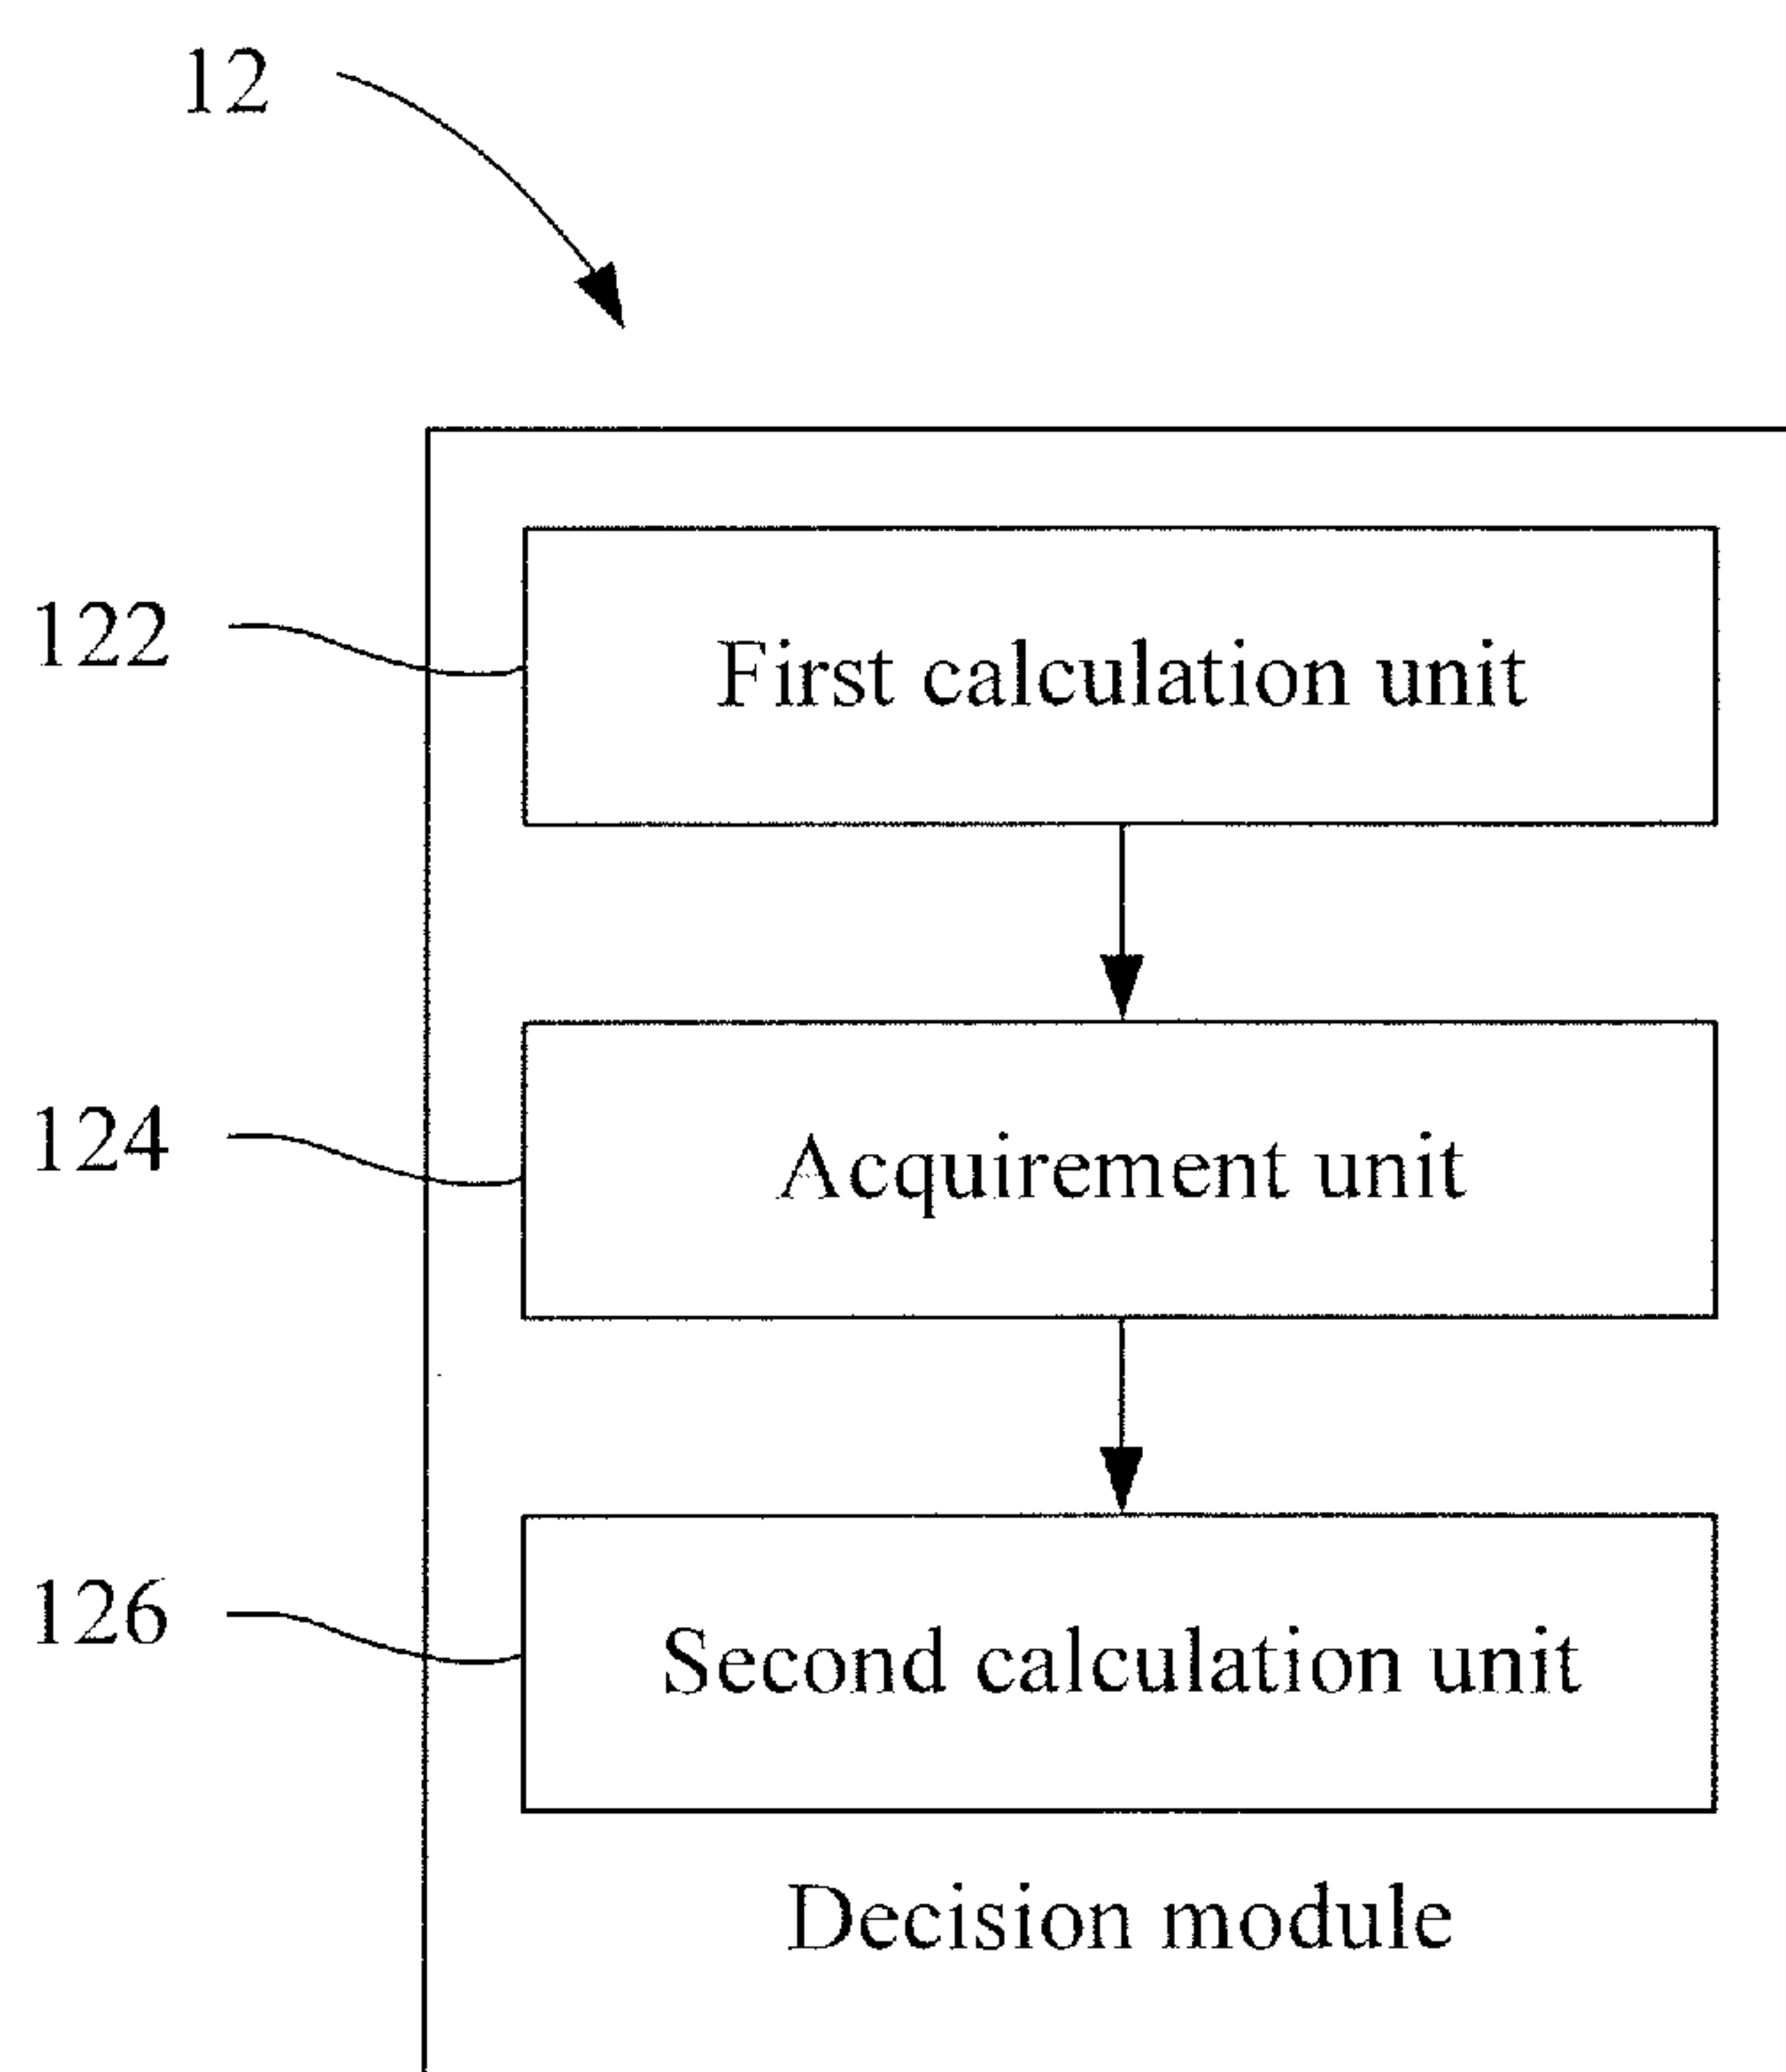 12
122
First calculation unit
124
Acquirement unit
126
Second calculation unit
Decision module